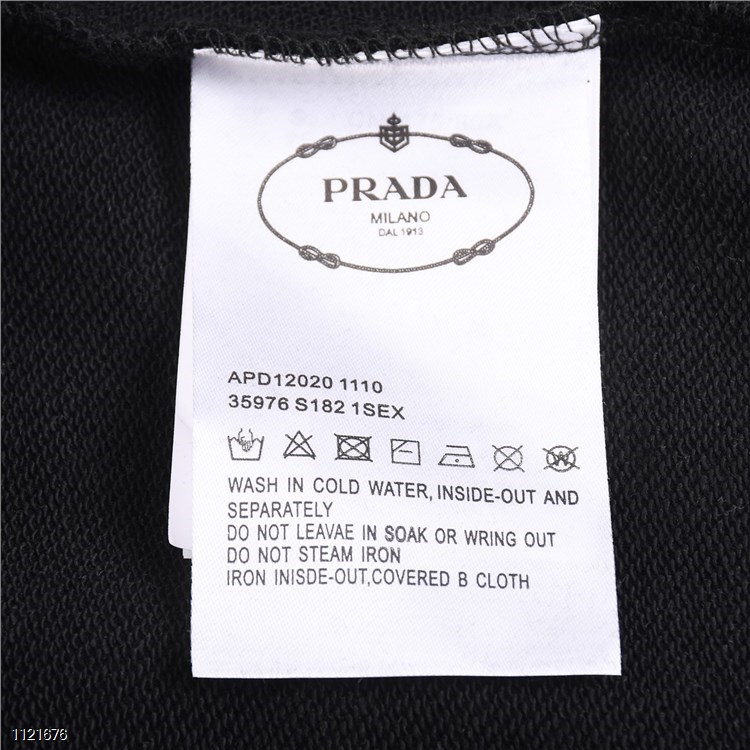 PRADA
MILANO
DAL 1913
APD12020 1110
35976 S182 1SEX
WASH IN COLD WATER, INSIDE-OUT AND
SEPARATELY
DO NOT LEAVAE IN SOAK OR WRING OUT
DO NOT STEAM IRON
IRON INISDE-OUT,COVERED B CLOTH
1121676